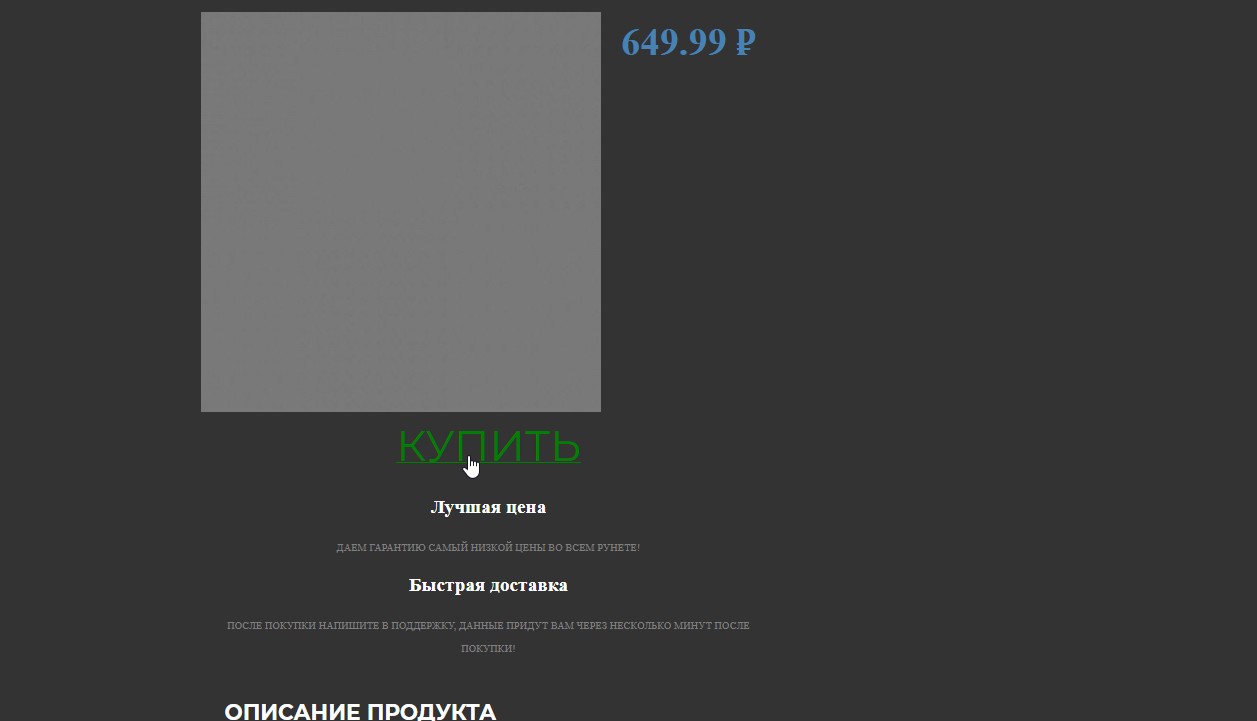 649.99 ₽
КУПИТЬ
Лучшая цена
ДАЕМ ГАРАНТИЮ САМЫЙ НИЗКОЙ ЦЕНЫ ВО ВСЕМ РУНЕТЕ!
Быстрая доставка
ПОСЛЕ ПОКУПКИ НАПИШИТЕ В ПОДДЕРЖКУ, ДАННЫЕ ПРИДУТ ВАМ ЧЕРЕЗ НЕСКОЛЬКО МИНУТ ПОСЛЕ
ПОКУПКИ!
ОПИСАНИЕ ПРОДУКТА